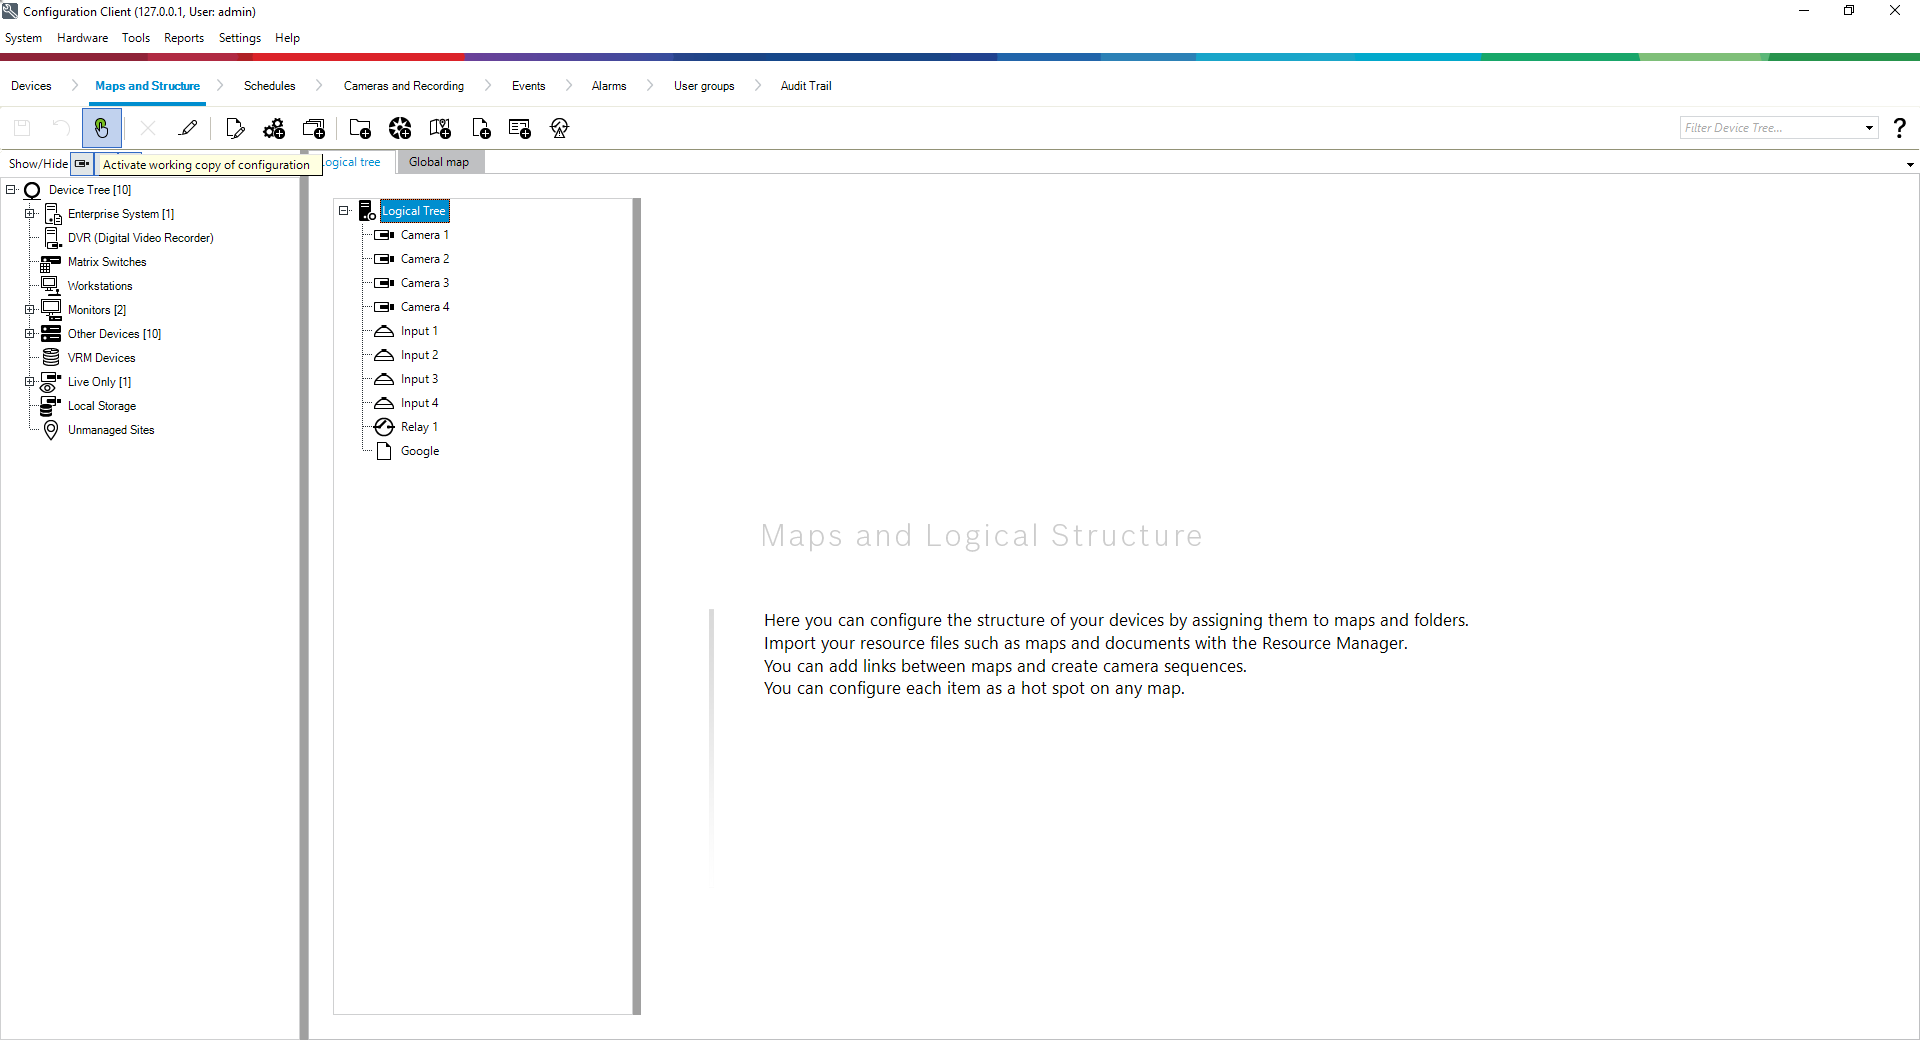 Configuration Client (127.0.0.1, User: admin)
System Hardware Tools Reports Settings Help
Devices Maps and Structure Schedules Cameras and Recording Events Alarms User groups Audit Trail
Filter Device Tree...
?
Show/Hide
Activate working copy of configuration
ogical tree
Global map
Device Tree [10]
Enterprise System [1]
DVR (Digital Video Recorder)
Matrix Switches
Workstations
Monitors [2]
Other Devices [10]
VRM Devices
Live Only [1]
Local Storage
Unmanaged Sites
Logical Tree
Camera 1
Camera 2
Camera 3
Camera 4
Input 1
Input 2
Input 3
Input 4
Relay 1
Google
Maps and Logical Structure
Here you can configure the structure of your devices by assigning them to maps and folders.
Import your resource files such as maps and documents with the Resource Manager.
You can add links between maps and create camera sequences.
You can configure each item as a hot spot on any map.